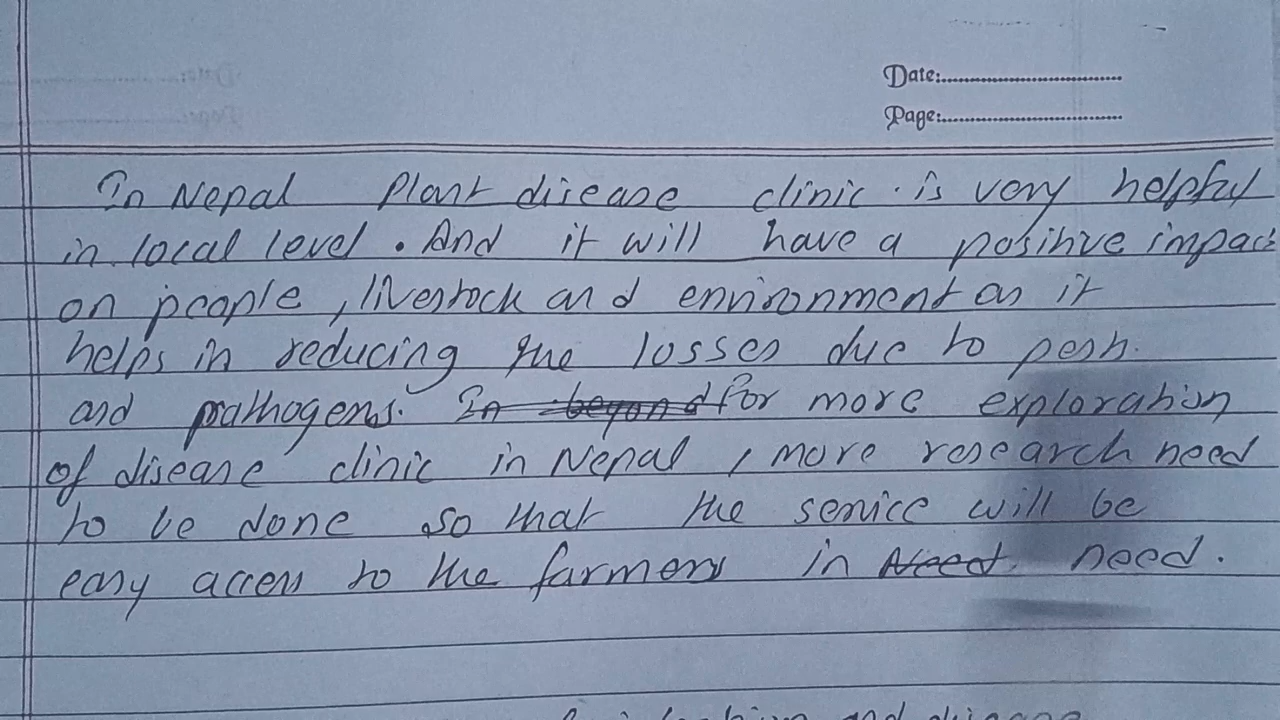 Date:
Page:
In Nepal Plant disease clinic is very helpful
in local level. And it will have a positive impact
on people, livestock and environment as it
helps in reducing the losses due to pests
and pathogens. In beyond for more exploration
of disease clinic in Nepal, more research need
to be done so that the service will be
easy access to the farmers in Need need.
and disease